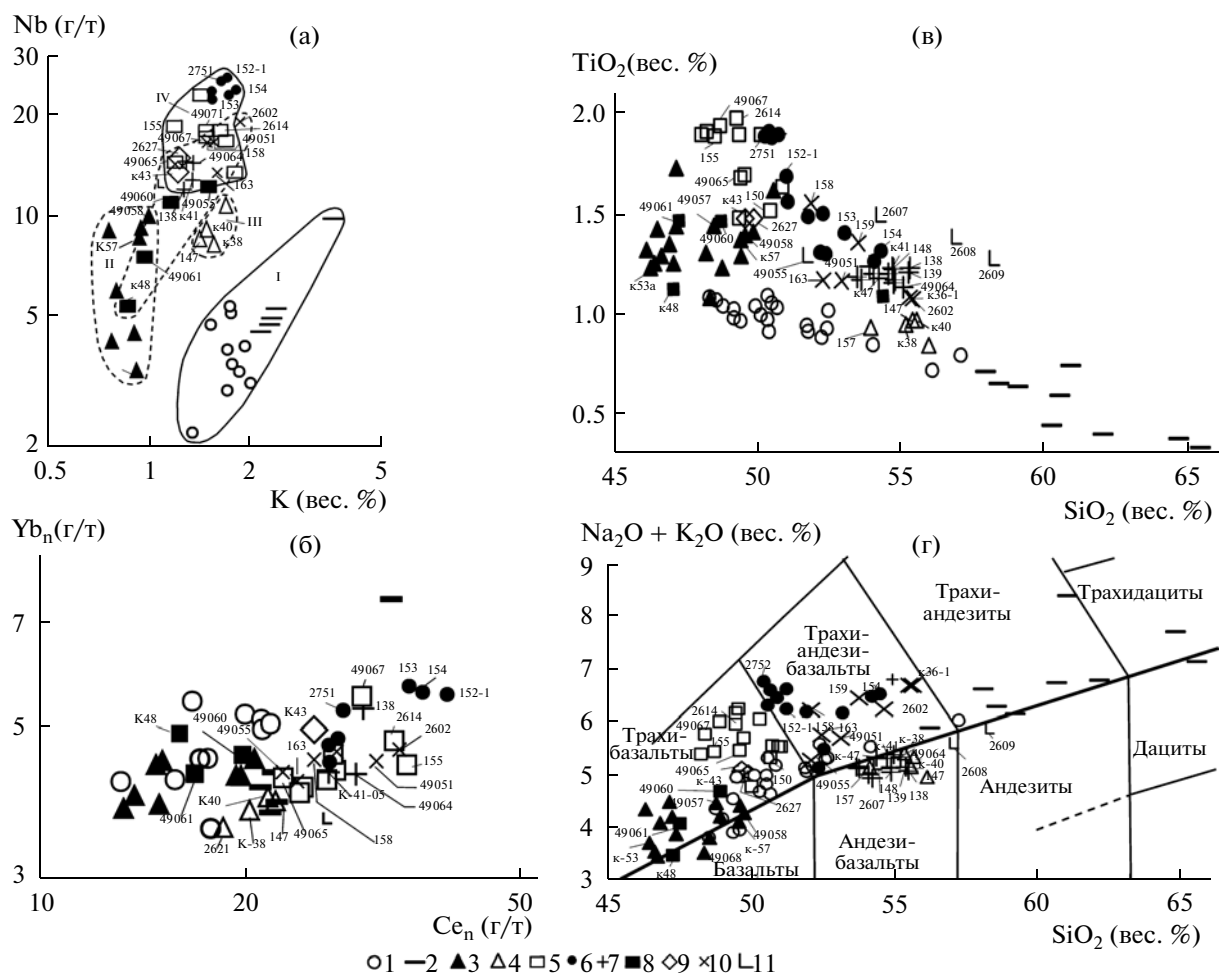 Nb (г/т)
(а)
30
20
10
5
2
0.5 1 2 5
K (вес. %)
2751
152-1
154
153
IV
49071
2602
155
49067
2614
49051
2627
158
49065
49064
к43
163
49060
49055
49058
138
к41
III
K57
к40
II
к38
147
49061
I
к48
(в)
TiO2(вес. %)
2.0
1.5
1.0
0.5
45 50 55 60 65
SiO2 (вес. %)
49067
2614
155
2751
152-1
49065
158
49057
к43
150
153
2607
49061
159
154
2608
49060
49058
к41
148
2609
к57
138
49055
49051
139
к53а
163
к47
49064
к48
147
к36-1
2602
157
к38
к40
Ybn(г/т)
(б)
7
5
3
10 20 50
Cen (г/т)
49067
153
154
2751
152-1
K48
49060
K43
138
2614
49055
163
2602
155
K40
K-41-05
49051
49061
49064
147
49065
2621
K-38
158
Na2O + K2O (вес. %)
(г)
9
8
7
6
5
4
3
45 50 55 60 65
SiO2 (вес. %)
Трахи-
андезиты
Трахидациты
Трахи-
андези-
базальты
Трахи-
базальты
Дациты
Андезиты
Андези-
базальты
Базальты
2752
к36-1
159
154
2614
2602
49067
152-1
158
163
155
49051
2609
к-38
к-41
49064
49065
к-47
2608
150
к-40
к-43
49055
147
49060
49057
157
148
2627
2607
139
138
49061
49058
к-57
к-53
к48
49068
1 2 3 4 5 6 7 8 9 10 11